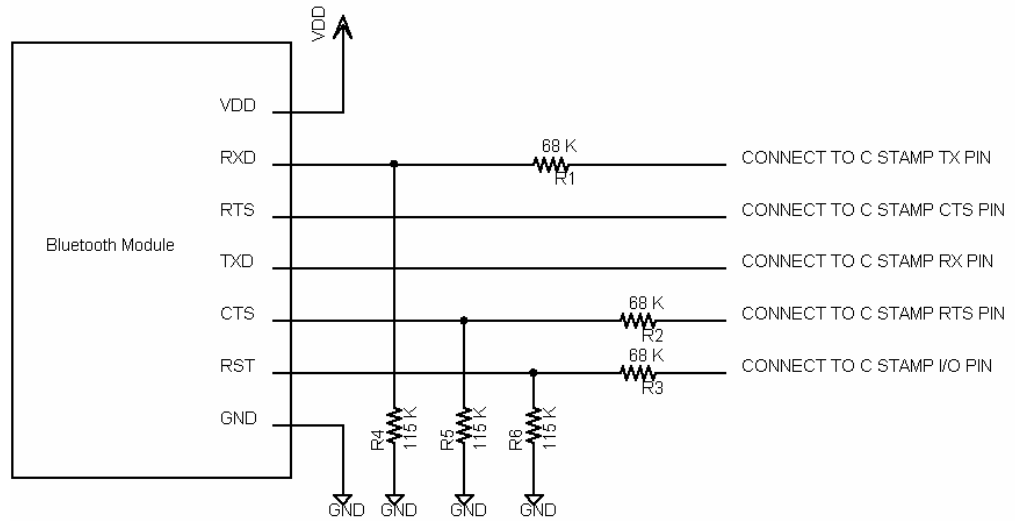 VDD
VDD
68 K
RXD
CONNECT TO C STAMP TX PIN
R1
RTS
CONNECT TO C STAMP CTS PIN
Bluetooth Module
TXD
CONNECT TO C STAMP RX PIN
68 K
CTS
CONNECT TO C STAMP RTS PIN
R2
68 K
RST
CONNECT TO C STAMP I/O PIN
R3
GND
R4
115 K
R5
115 K
R6
115 K
GND
GND
GND
GND